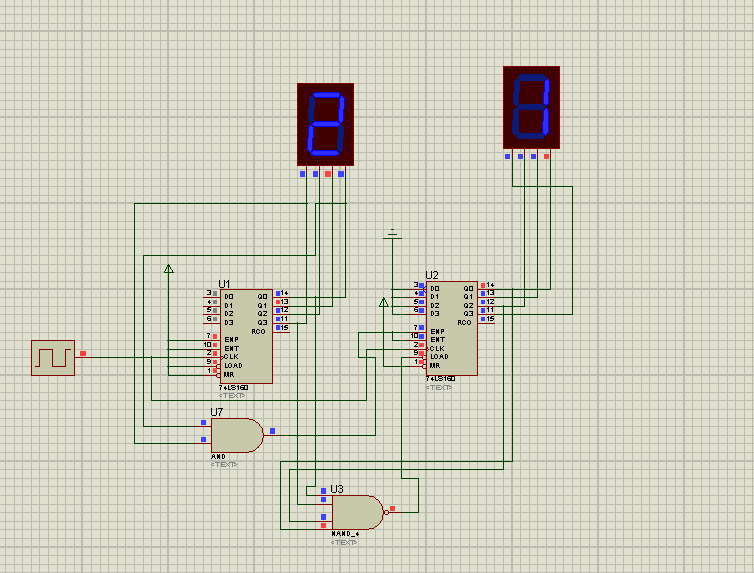 2
1
U1
3 D0 Q0 14
4 D1 Q1 13
5 D2 Q2 12
6 D3 Q3 11
RCO 15
7 ENP
10 ENT
2 CLK
9 LOAD
1 MR
74LS160
<TEXT>
U2
3 D0 Q0 14
4 D1 Q1 13
5 D2 Q2 12
6 D3 Q3 11
RCO 15
7 ENP
10 ENT
2 CLK
9 LOAD
1 MR
74LS160
<TEXT>
U7
AND
<TEXT>
U3
NAND_4
<TEXT>